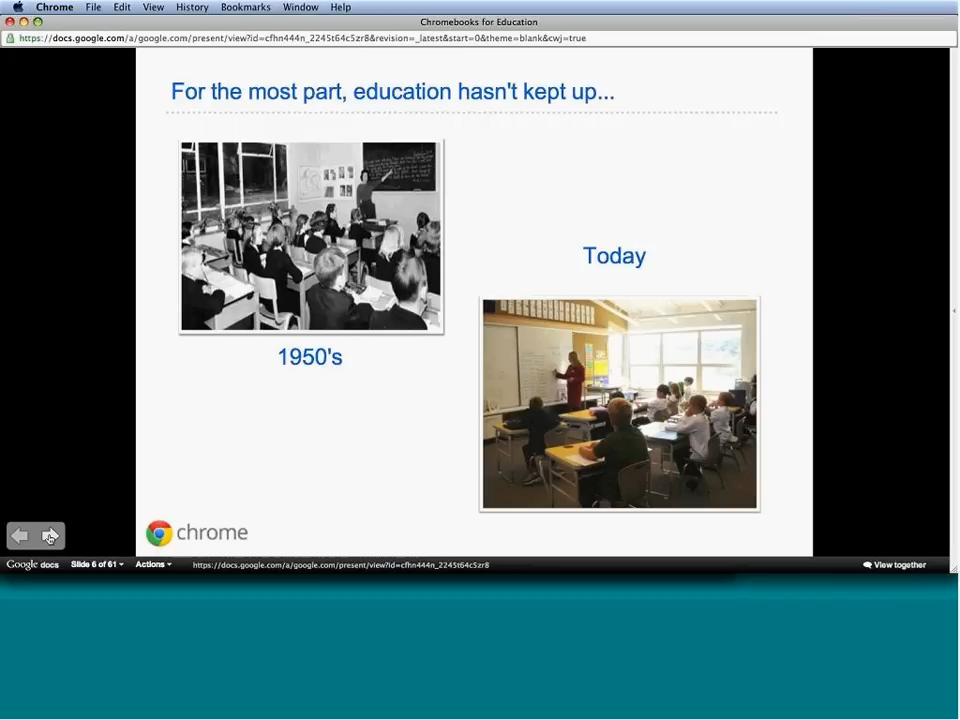 Chrome File Edit View History Bookmarks Window Help
Chromebooks for Education
https://docs.google.com/a/google.com/present/view?id=cfhn444n_2245t64c5zr8&revision=_latest&start=0&theme=blank&cwj=true
For the most part, education hasn't kept up...
Today
1950's
chrome
Google docs Slide 6 of 61 Actions https://docs.google.com/a/google.com/present/view?id=cfhn444n_2245t64c5zr8 View together